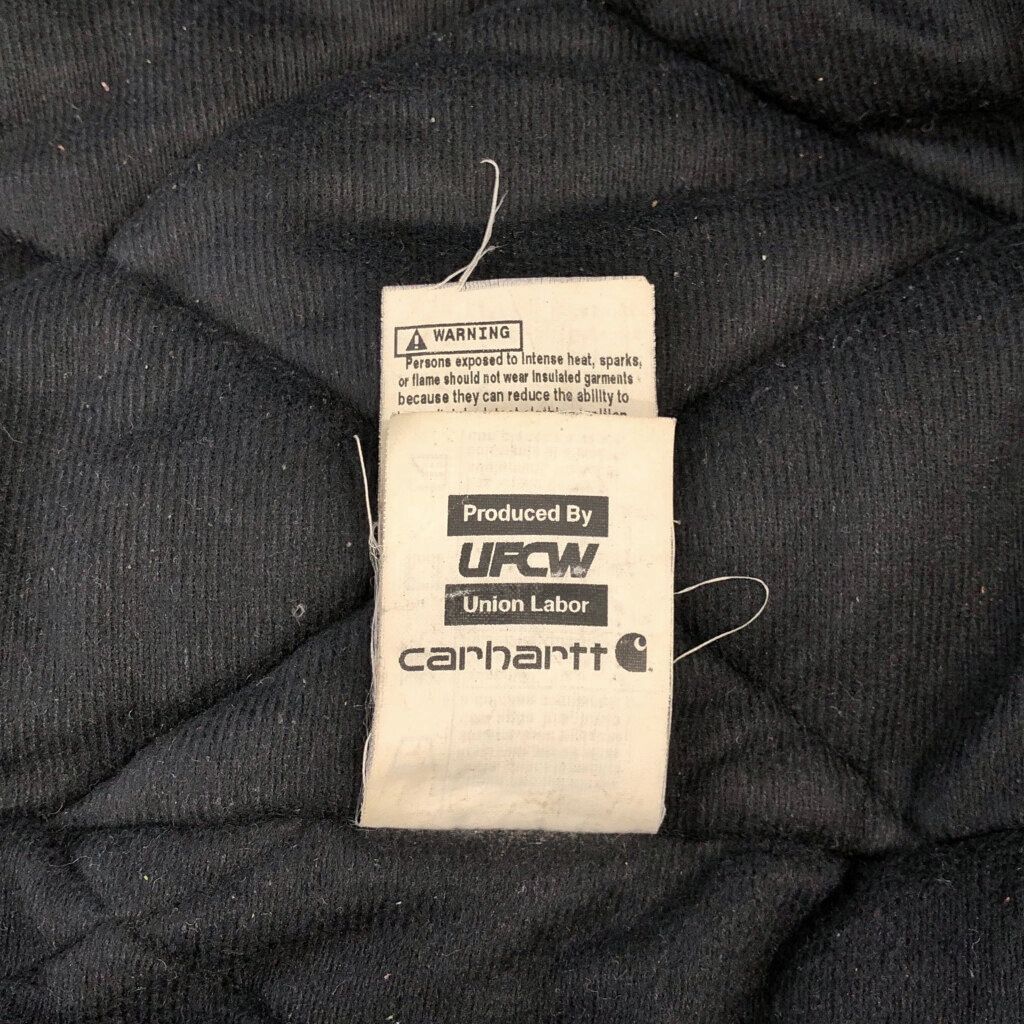 WARNING
Persons exposed to intense heat, sparks,
or flame should not wear insulated garments
because they can reduce the ability to
Produced By
UFCW
Union Labor
carhartt